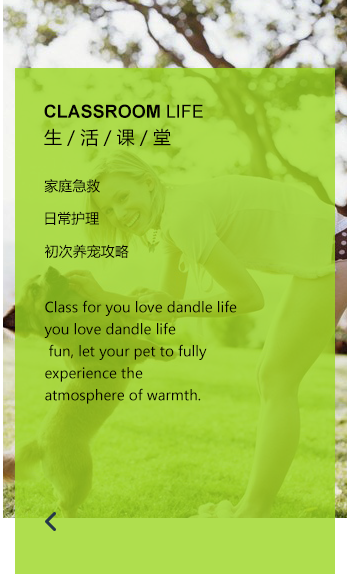 CLASSROOM LIFE
生 / 活 / 课 / 堂
家庭急救
日常护理
初次养宠攻略
Class for you love dandle life
you love dandle life
fun, let your pet to fully
experience the
atmosphere of warmth.